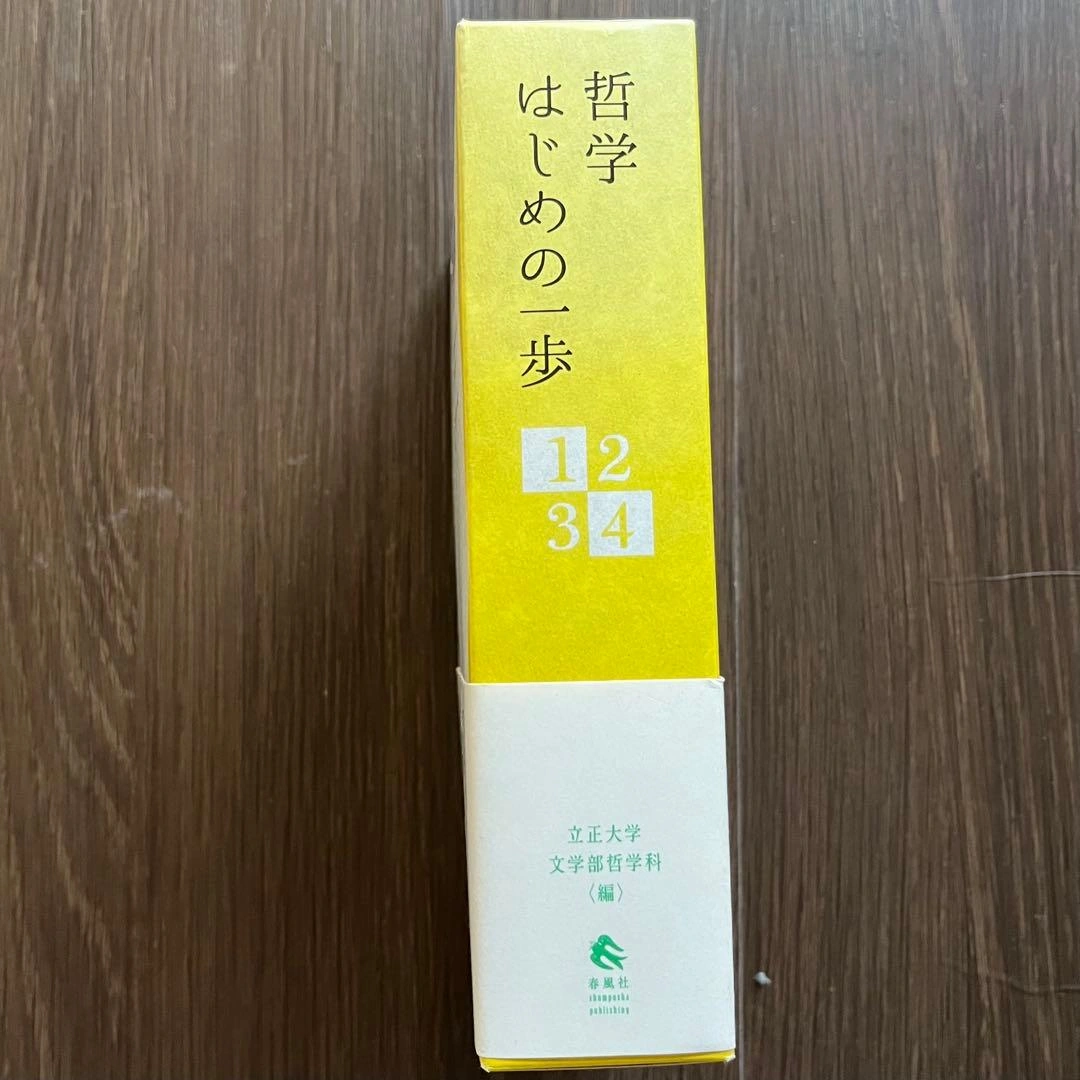 哲学
はじめの一歩
1 2
3 4
立正大学
文学部哲学科
〈編〉
春風社
shumpusha
publishing